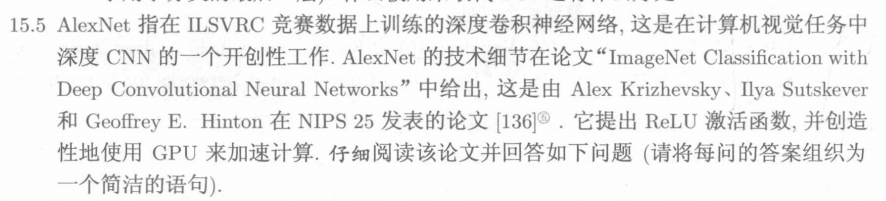 15.5 AlexNet 指在 ILSVRC 竞赛数据上训练的深度卷积神经网络, 这是在计算机视觉任务中
深度 CNN 的一个开创性工作. AlexNet 的技术细节在论文“ImageNet Classification with
Deep Convolutional Neural Networks” 中给出, 这是由 Alex Krizhevsky、Ilya Sutskever
和 Geoffrey E. Hinton 在 NIPS 25 发表的论文 [136] . 它提出 ReLU 激活函数, 并创造
性地使用 GPU 来加速计算. 仔细阅读该论文并回答如下问题 (请将每问的答案组织为
一个简洁的语句).